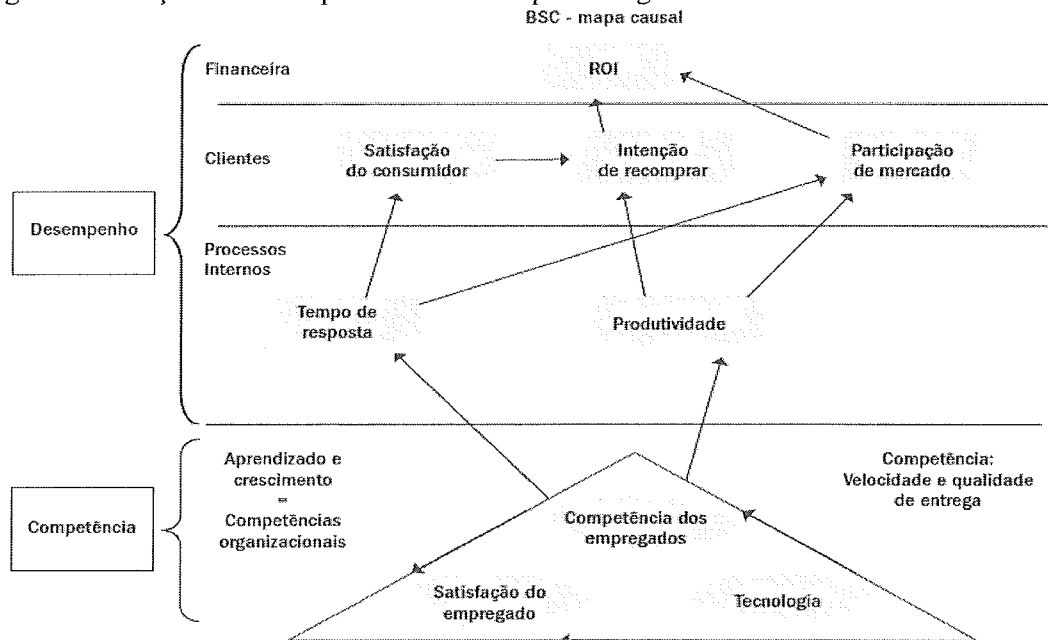 BSC - mapa causal
Financeira
ROI
Clientes
Satisfação
do consumidor
Intenção
de recomprar
Participação
de mercado
Desempenho
Processos
Internos
Tempo de
resposta
Produtividade
Aprendizado e
crescimento
=
Competências
organizacionais
Competência:
Velocidade e qualidade
de entrega
Competência
Competência dos
empregados
Satisfação do
empregado
Tecnologia